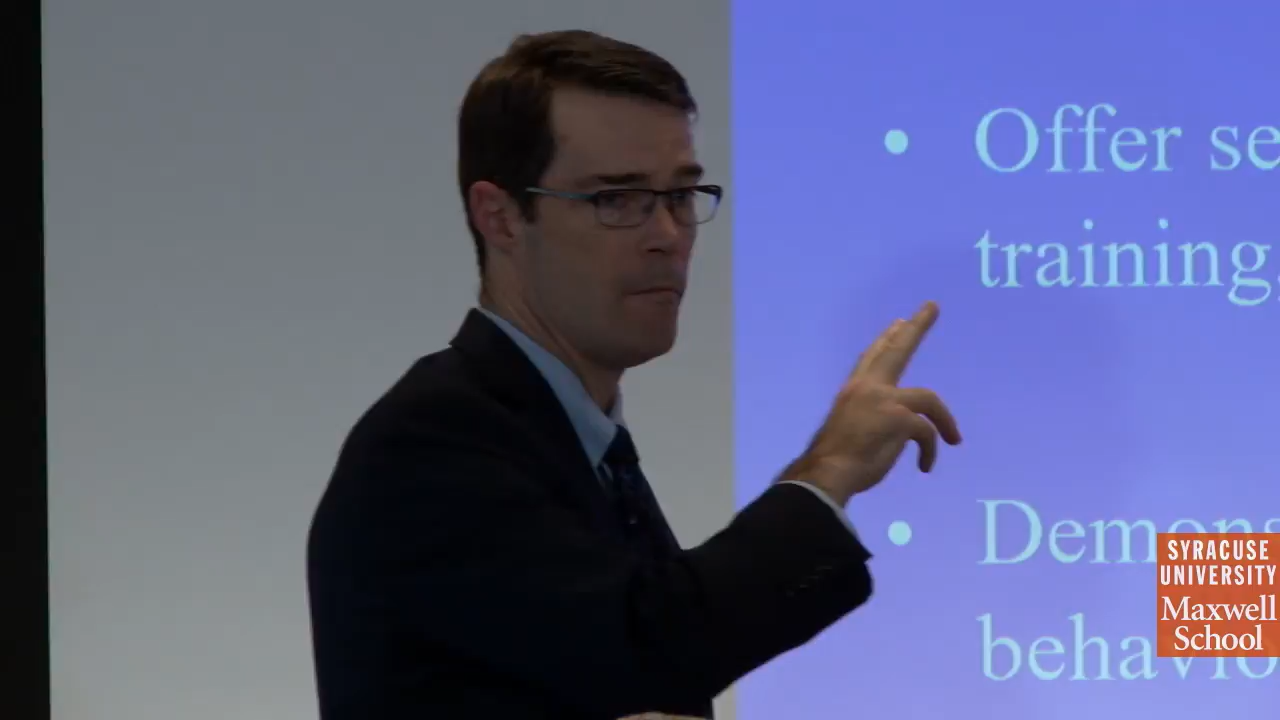 • Offer se
training,
• Demons
behavio
SYRACUSE
UNIVERSITY
Maxwell
School